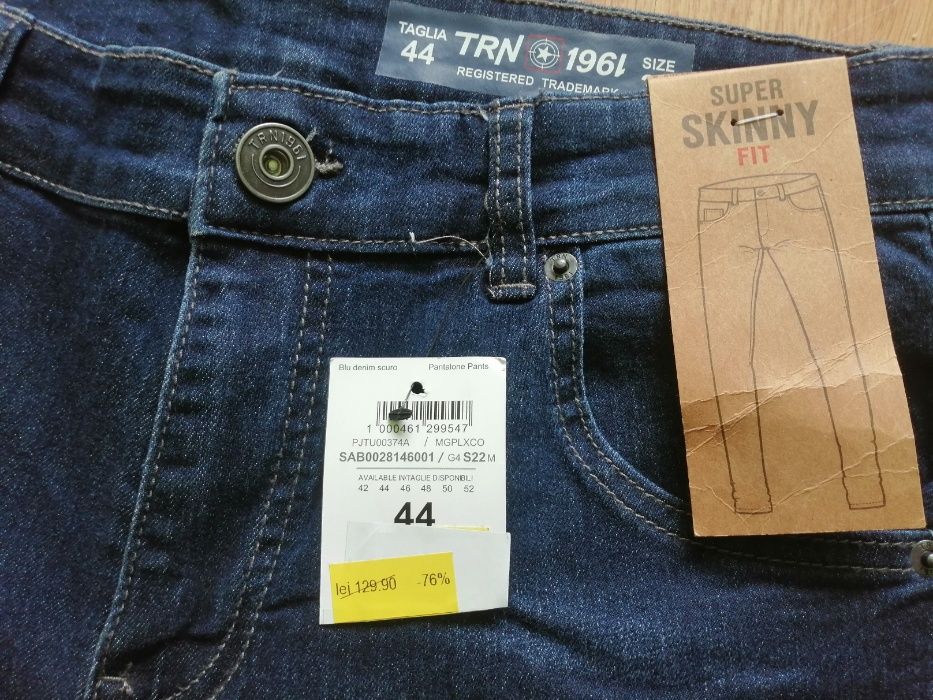 TAGLIA
44
TRN 1961
SIZE
REGISTERED TRADEMARK
SUPER
SKINNY
FIT
TRN1961
Blu denim scuro Pantalone Pants
1 000461 299547
PJTU00374A / MGPLXCO
SAB0028146001 / G4 S22 M
AVAILABLE IN/TAGLIE DISPONIBILI
42 44 46 48 50 52
44
lei 129.90 -76%